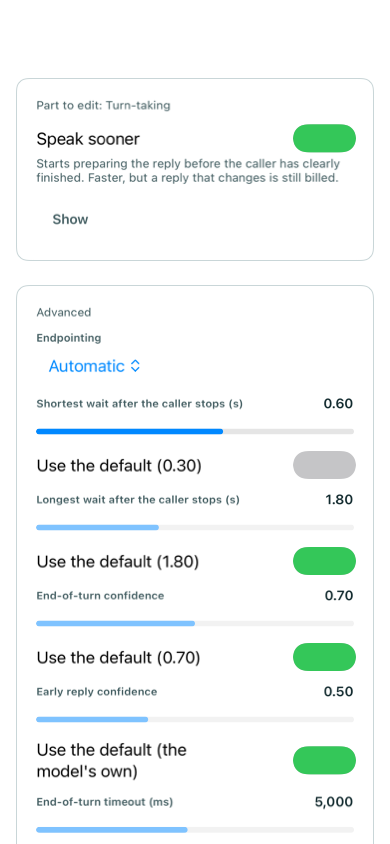 Part to edit: Turn-taking
Speak sooner
Starts preparing the reply before the caller has clearly
finished. Faster, but a reply that changes is still billed.
Show
Advanced
Endpointing
Automatic
Shortest wait after the caller stops (s) 0.60
Use the default (0.30)
Longest wait after the caller stops (s) 1.80
Use the default (1.80)
End-of-turn confidence 0.70
Use the default (0.70)
Early reply confidence 0.50
Use the default (the
model's own)
End-of-turn timeout (ms) 5,000